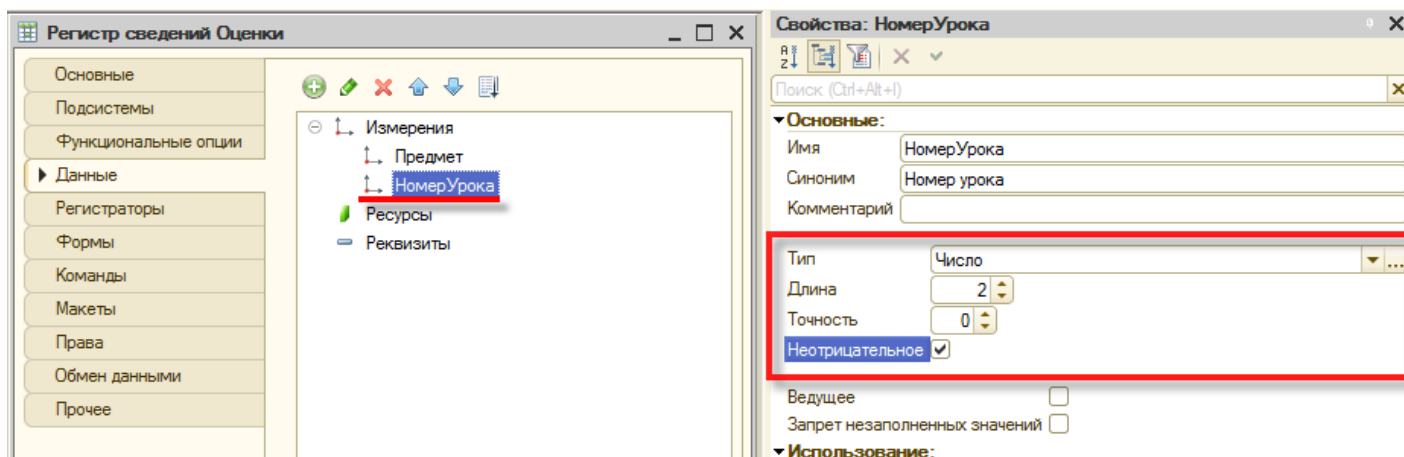 Регистр сведений Оценки
Основные
Подсистемы
Функциональные опции
Данные
Регистраторы
Формы
Команды
Макеты
Права
Обмен данными
Прочее
Измерения
Предмет
НомерУрока
Ресурсы
Реквизиты
Свойства: НомерУрока
Поиск (Ctrl+Alt+I)
Основные:
Имя НомерУрока
Синоним Номер урока
Комментарий
Тип Число
Длина 2
Точность 0
Неотрицательное
Ведущее
Запрет незаполненных значений
Использование: